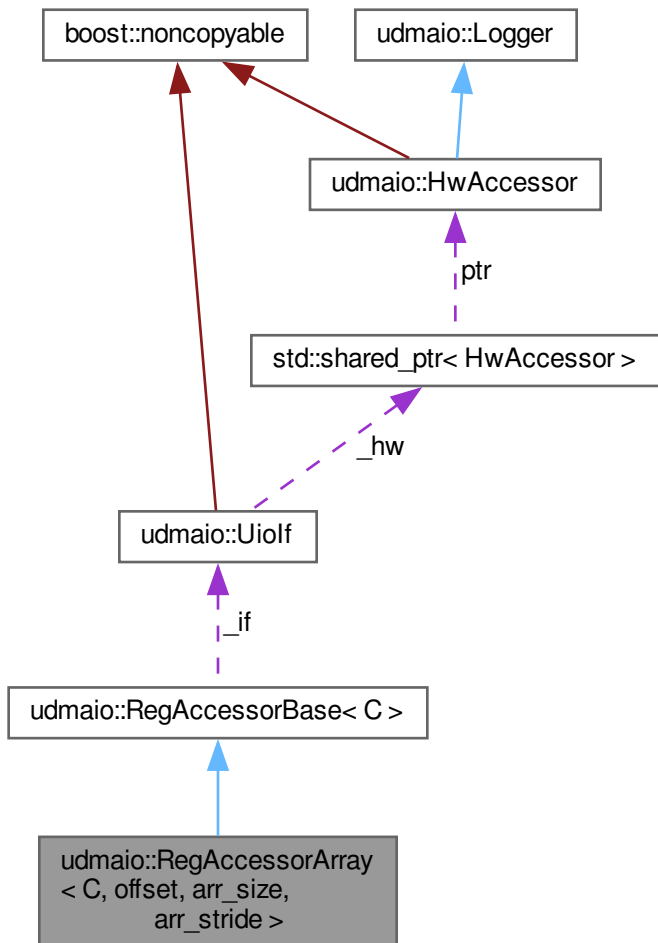 boost::noncopyable
udmaio::Logger
udmaio::HwAccessor
ptr
std::shared_ptr< HwAccessor >
_hw
udmaio::UioIf
_if
udmaio::RegAccessorBase< C >
udmaio::RegAccessorArray
< C, offset, arr_size,
arr_stride >